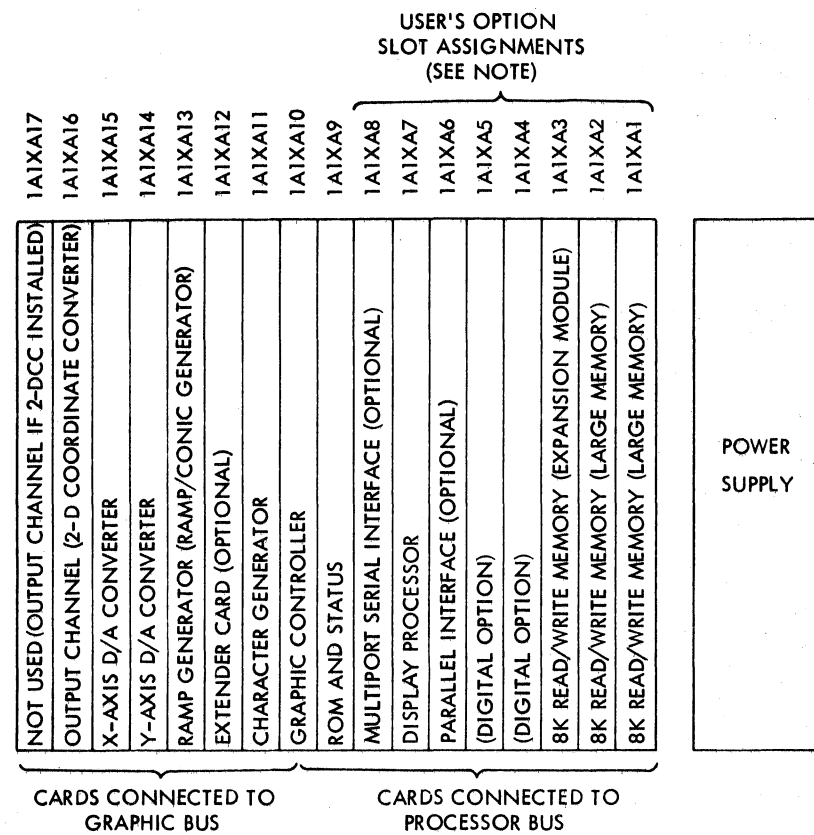 USER'S OPTION
SLOT ASSIGNMENTS
(SEE NOTE)
1A1XA17
1A1XA16
1A1XA15
1A1XA14
1A1XA13
1A1XA12
1A1XA11
1A1XA10
1A1XA9
1A1XA8
1A1XA7
1A1XA6
1A1XA5
1A1XA4
1A1XA3
1A1XA2
1A1XA1
NOT USED (OUTPUT CHANNEL IF 2-DCC INSTALLED)
OUTPUT CHANNEL (2-D COORDINATE CONVERTER)
X-AXIS D/A CONVERTER
Y-AXIS D/A CONVERTER
RAMP GENERATOR (RAMP/CONIC GENERATOR)
EXTENDER CARD (OPTIONAL)
CHARACTER GENERATOR
GRAPHIC CONTROLLER
ROM AND STATUS
MULTIPORT SERIAL INTERFACE (OPTIONAL)
DISPLAY PROCESSOR
PARALLEL INTERFACE (OPTIONAL)
(DIGITAL OPTION)
(DIGITAL OPTION)
8K READ/WRITE MEMORY (EXPANSION MODULE)
8K READ/WRITE MEMORY (LARGE MEMORY)
8K READ/WRITE MEMORY (LARGE MEMORY)
POWER
SUPPLY
CARDS CONNECTED TO
GRAPHIC BUS
CARDS CONNECTED TO
PROCESSOR BUS